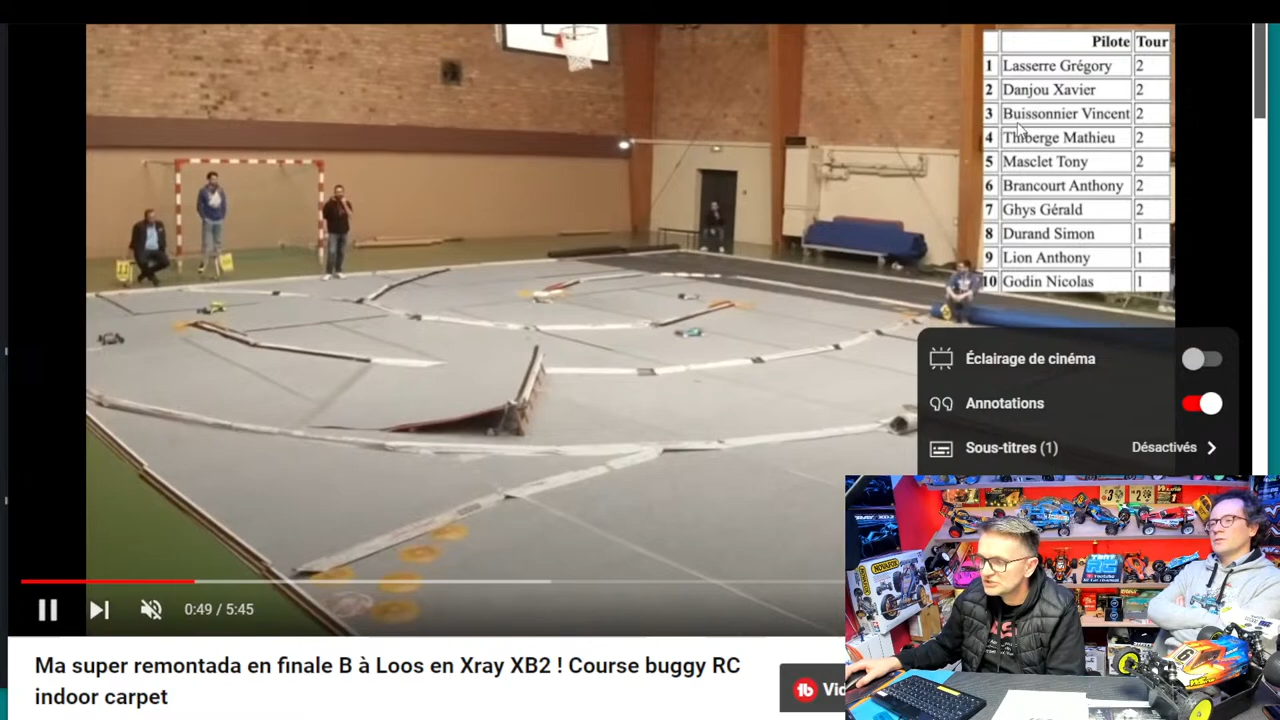 Pilote Tour
1 Lasserre Grégory 2
2 Danjou Xavier 2
3 Buissonnier Vincent 2
4 Thiberge Mathieu 2
5 Masclet Tony 2
6 Brancourt Anthony 2
7 Ghys Gérald 2
8 Durand Simon 1
9 Lion Anthony 1
10 Godin Nicolas 1
Éclairage de cinéma
Annotations
Sous-titres (1) Désactivés
0:49 / 5:45
Ma super remontada en finale B à Loos en Xray XB2 ! Course buggy RC
indoor carpet
NOVAFOX
RC
6